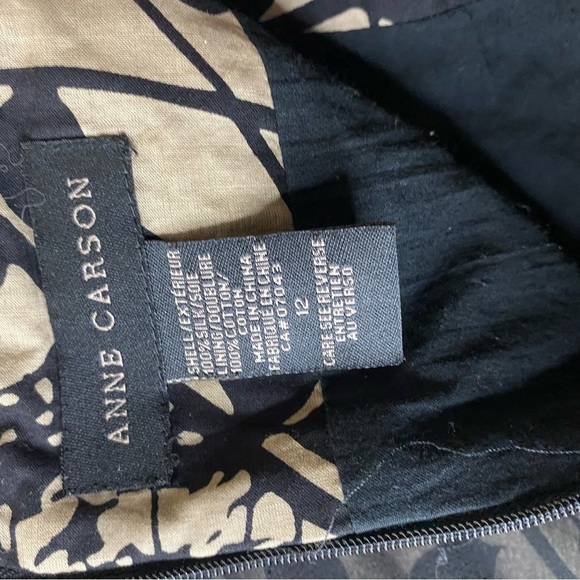 ANNE CARSON
SHELL/EXTERIEUR
100% SILK/SOIE
LINING/DOUBLURE
100% COTTON/
COTON
MADE IN CHINA
FABRIQUE EN CHINE
CA# 07043
12
CARE SEE REVERSE
ENTRETIEN
AU VERSO